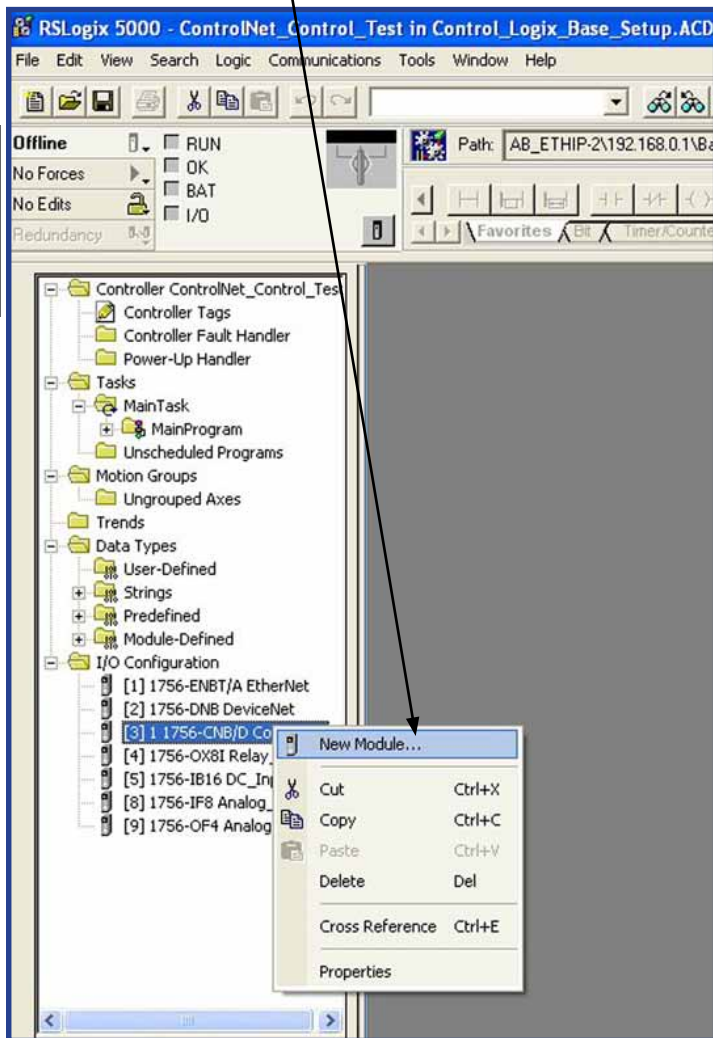 RSLogix 5000 - ControlNet_Control_Test in Control_Logix_Base_Setup.ACD
File Edit View Search Logic Communications Tools Window Help
Offline
RUN
No Forces
OK
No Edits
BAT
Redundancy
I/O
Path: AB_ETHIP-2\192.168.0.1\Ba
Favorites Bit Timer/Counte
Controller ControlNet_Control_Test
Controller Tags
Controller Fault Handler
Power-Up Handler
Tasks
MainTask
MainProgram
Unscheduled Programs
Motion Groups
Ungrouped Axes
Trends
Data Types
User-Defined
Strings
Predefined
Module-Defined
I/O Configuration
[1] 1756-ENBT/A EtherNet
[2] 1756-DNB DeviceNet
[3] 1 1756-CNB/D Co
[4] 1756-OX8I Relay_
[5] 1756-IB16 DC_In
[8] 1756-IF8 Analog_
[9] 1756-OF4 Analog
New Module...
Cut Ctrl+X
Copy Ctrl+C
Paste Ctrl+V
Delete Del
Cross Reference Ctrl+E
Properties